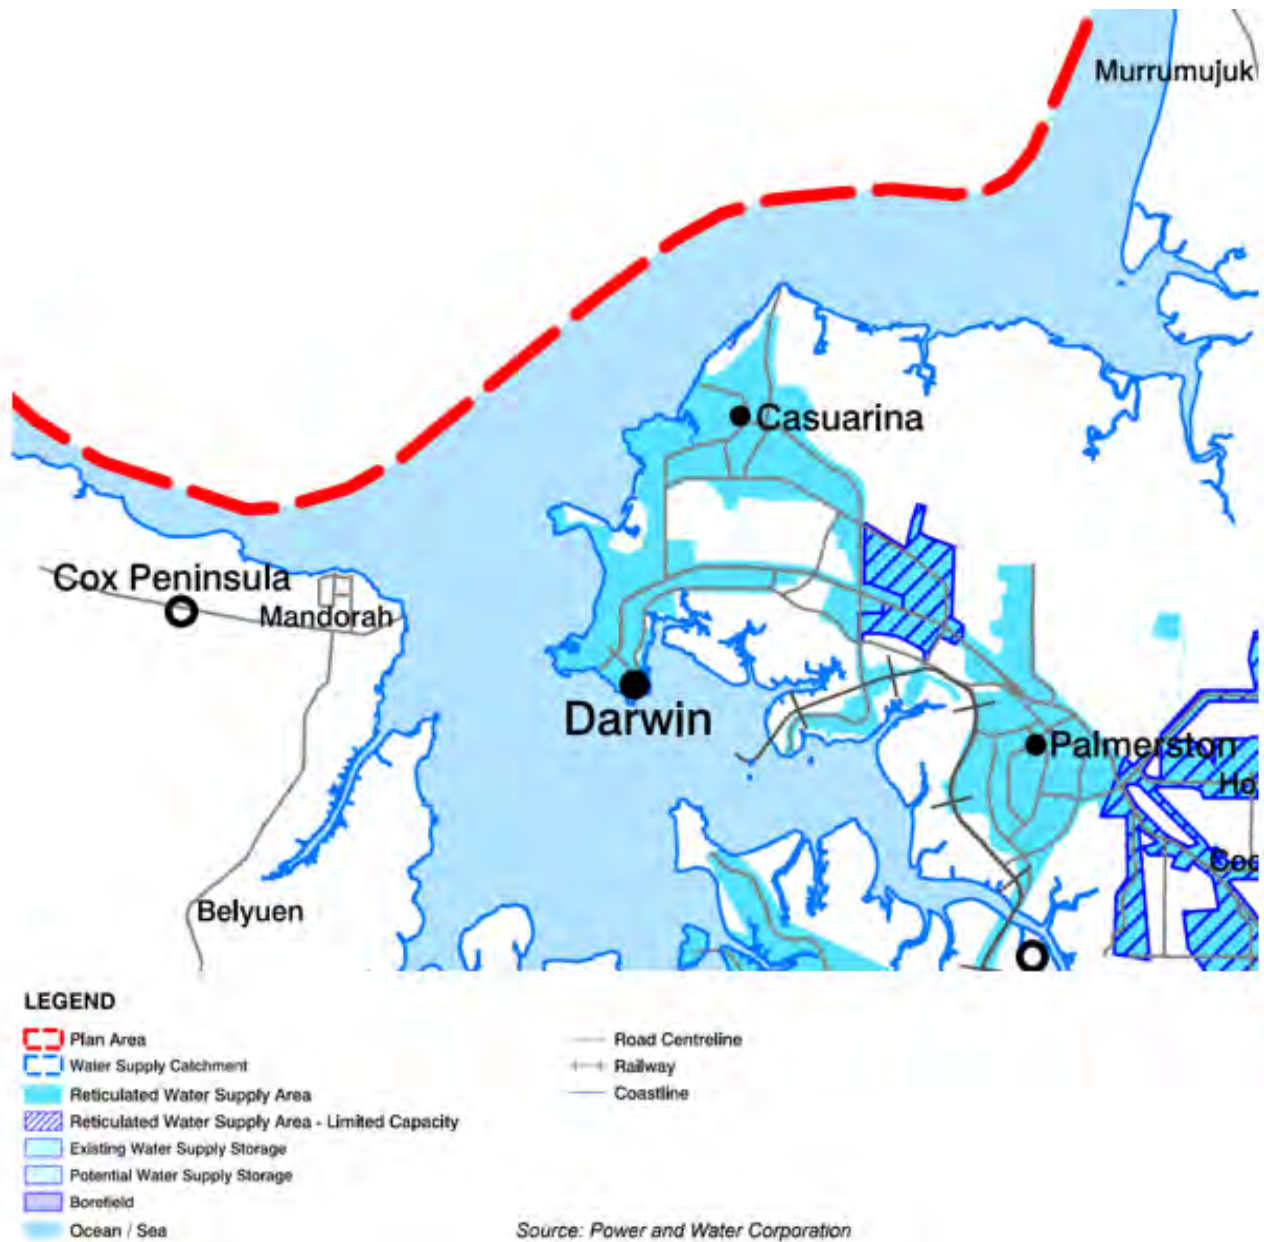 Murrumujuk
Casuarina
Cox Peninsula
Mandorah
Darwin
Palmerston
Ho
Coo
Belyuen
LEGEND
Plan Area
Water Supply Catchment
Reticulated Water Supply Area
Reticulated Water Supply Area - Limited Capacity
Existing Water Supply Storage
Potential Water Supply Storage
Borefield
Ocean / Sea
Road Centreline
Railway
Coastline
Source: Power and Water Corporation